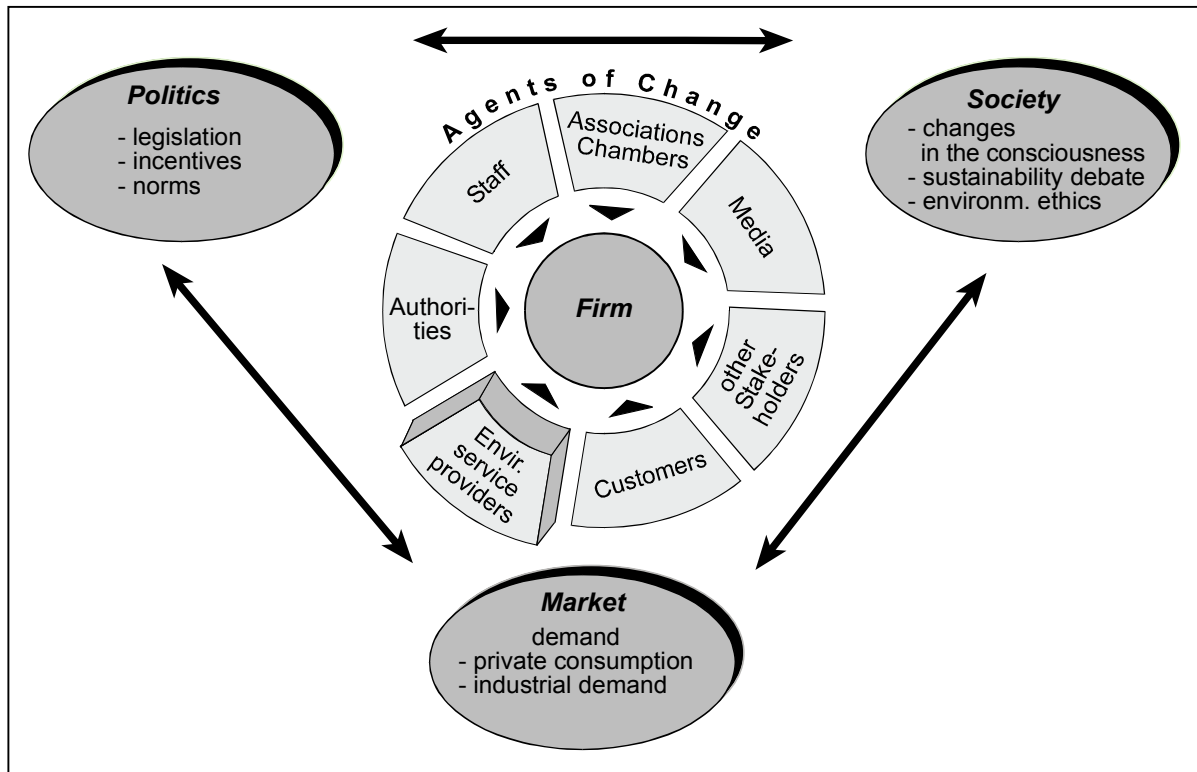 Agents of Change
Politics
- legislation
- incentives
- norms
Society
- changes
in the consciousness
- sustainability debate
- environm. ethics
Associations
Chambers
Staff
Media
Authori-
ties
Firm
other
Stake-
holders
Envir.
service
providers
Customers
Market
demand
- private consumption
- industrial demand